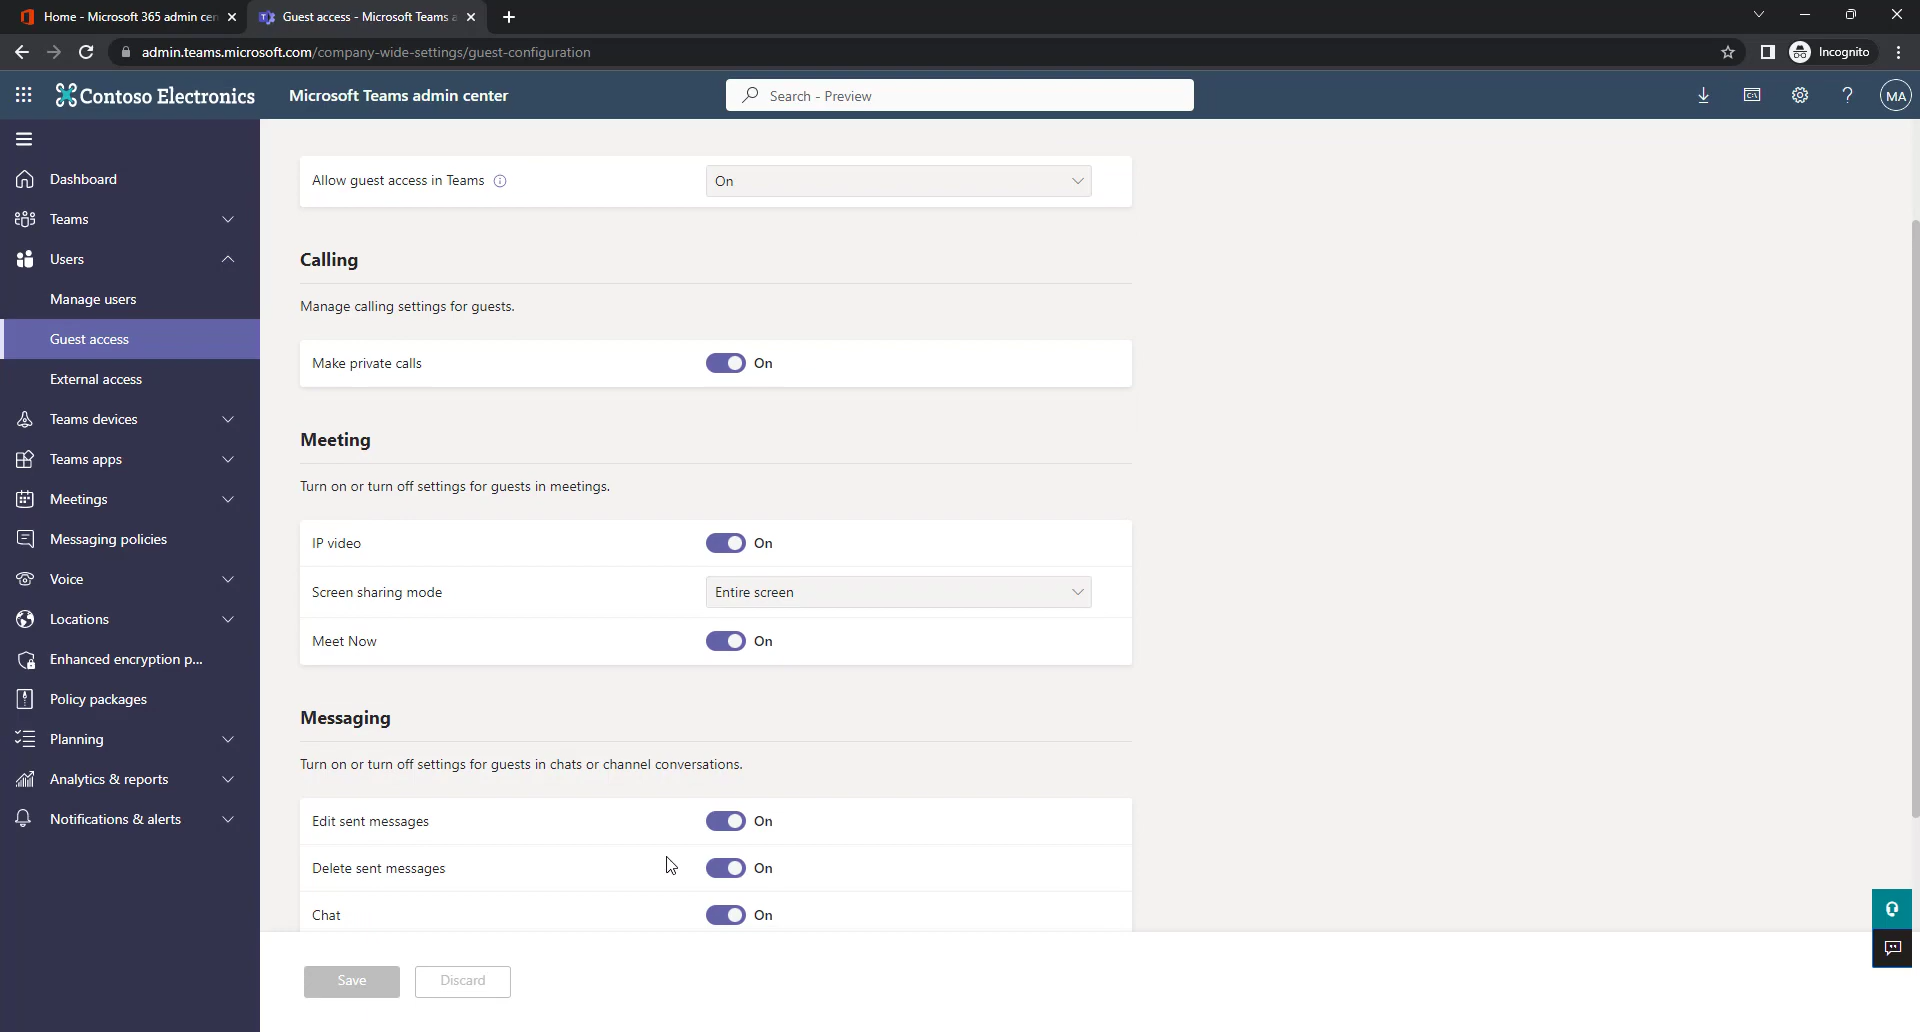 Home - Microsoft 365 admin cen
Guest access - Microsoft Teams a
admin.teams.microsoft.com/company-wide-settings/guest-configuration
Incognito
Contoso Electronics
Microsoft Teams admin center
Search - Preview
MA
Dashboard
Teams
Users
Manage users
Guest access
External access
Teams devices
Teams apps
Meetings
Messaging policies
Voice
Locations
Enhanced encryption p...
Policy packages
Planning
Analytics & reports
Notifications & alerts
Allow guest access in Teams
On
Calling
Manage calling settings for guests.
Make private calls
On
Meeting
Turn on or turn off settings for guests in meetings.
IP video
On
Screen sharing mode
Entire screen
Meet Now
On
Messaging
Turn on or turn off settings for guests in chats or channel conversations.
Edit sent messages
On
Delete sent messages
On
Chat
On
Save
Discard